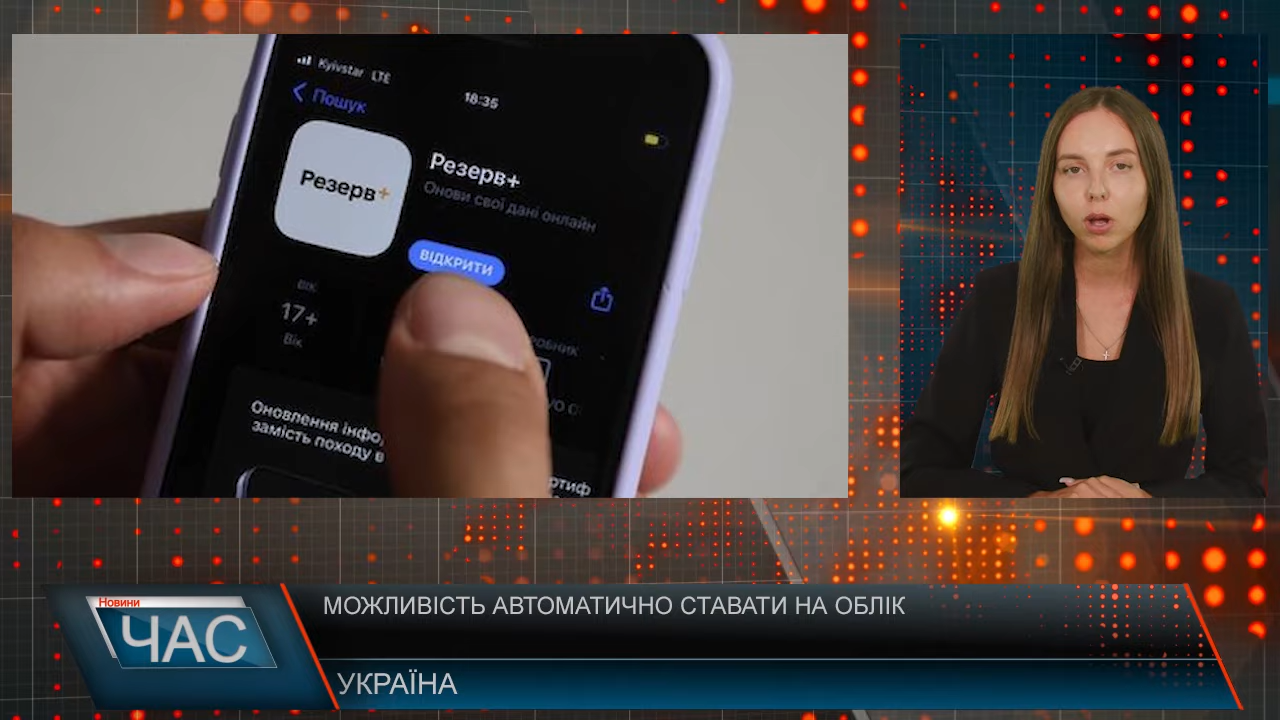 Kyivstar LTE
18:35
Пошук
Резерв+
Резерв+
Онови свої дані онлайн
ВІДКРИТИ
ВІК
17+
Вік
Оновлення
замість походу в
Новини
ЧАС
МОЖЛИВІСТЬ АВТОМАТИЧНО СТАВАТИ НА ОБЛІК
УКРАЇНА